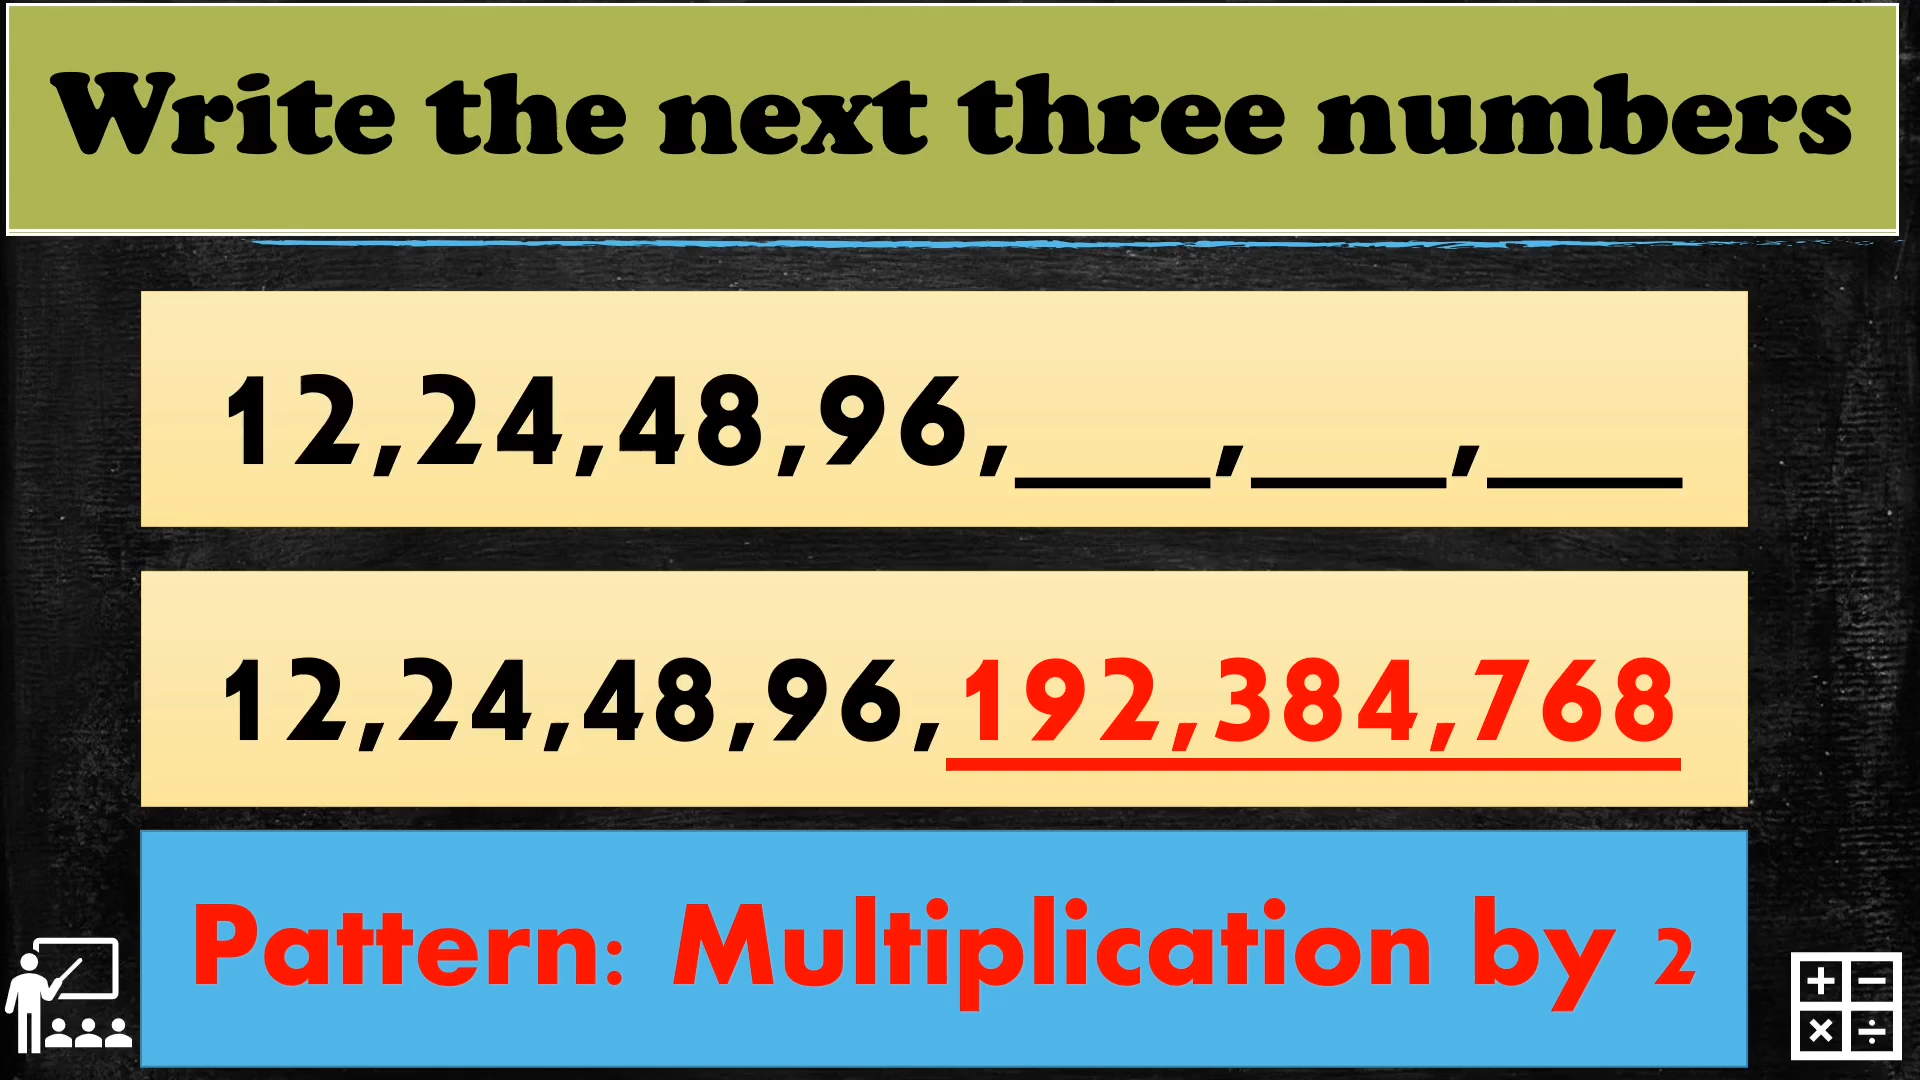 Write the next three numbers
12,24,48,96,___,___,___
12,24,48,96,192,384,768
Pattern: Multiplication by 2